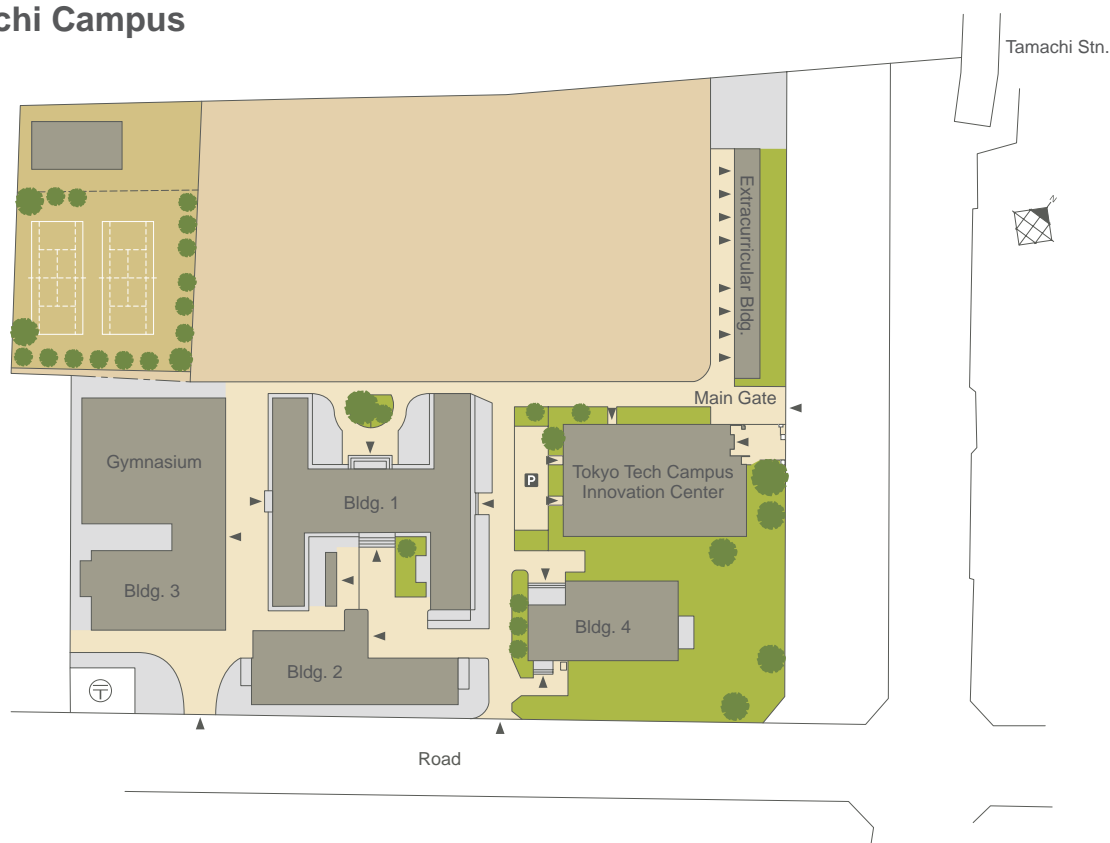 chi Campus
Tamachi Stn.
N
Extracurricular Bldg.
Main Gate
Gymnasium
Tokyo Tech Campus
Innovation Center
P
Bldg. 1
Bldg. 3
Bldg. 4
Bldg. 2
〒
Road